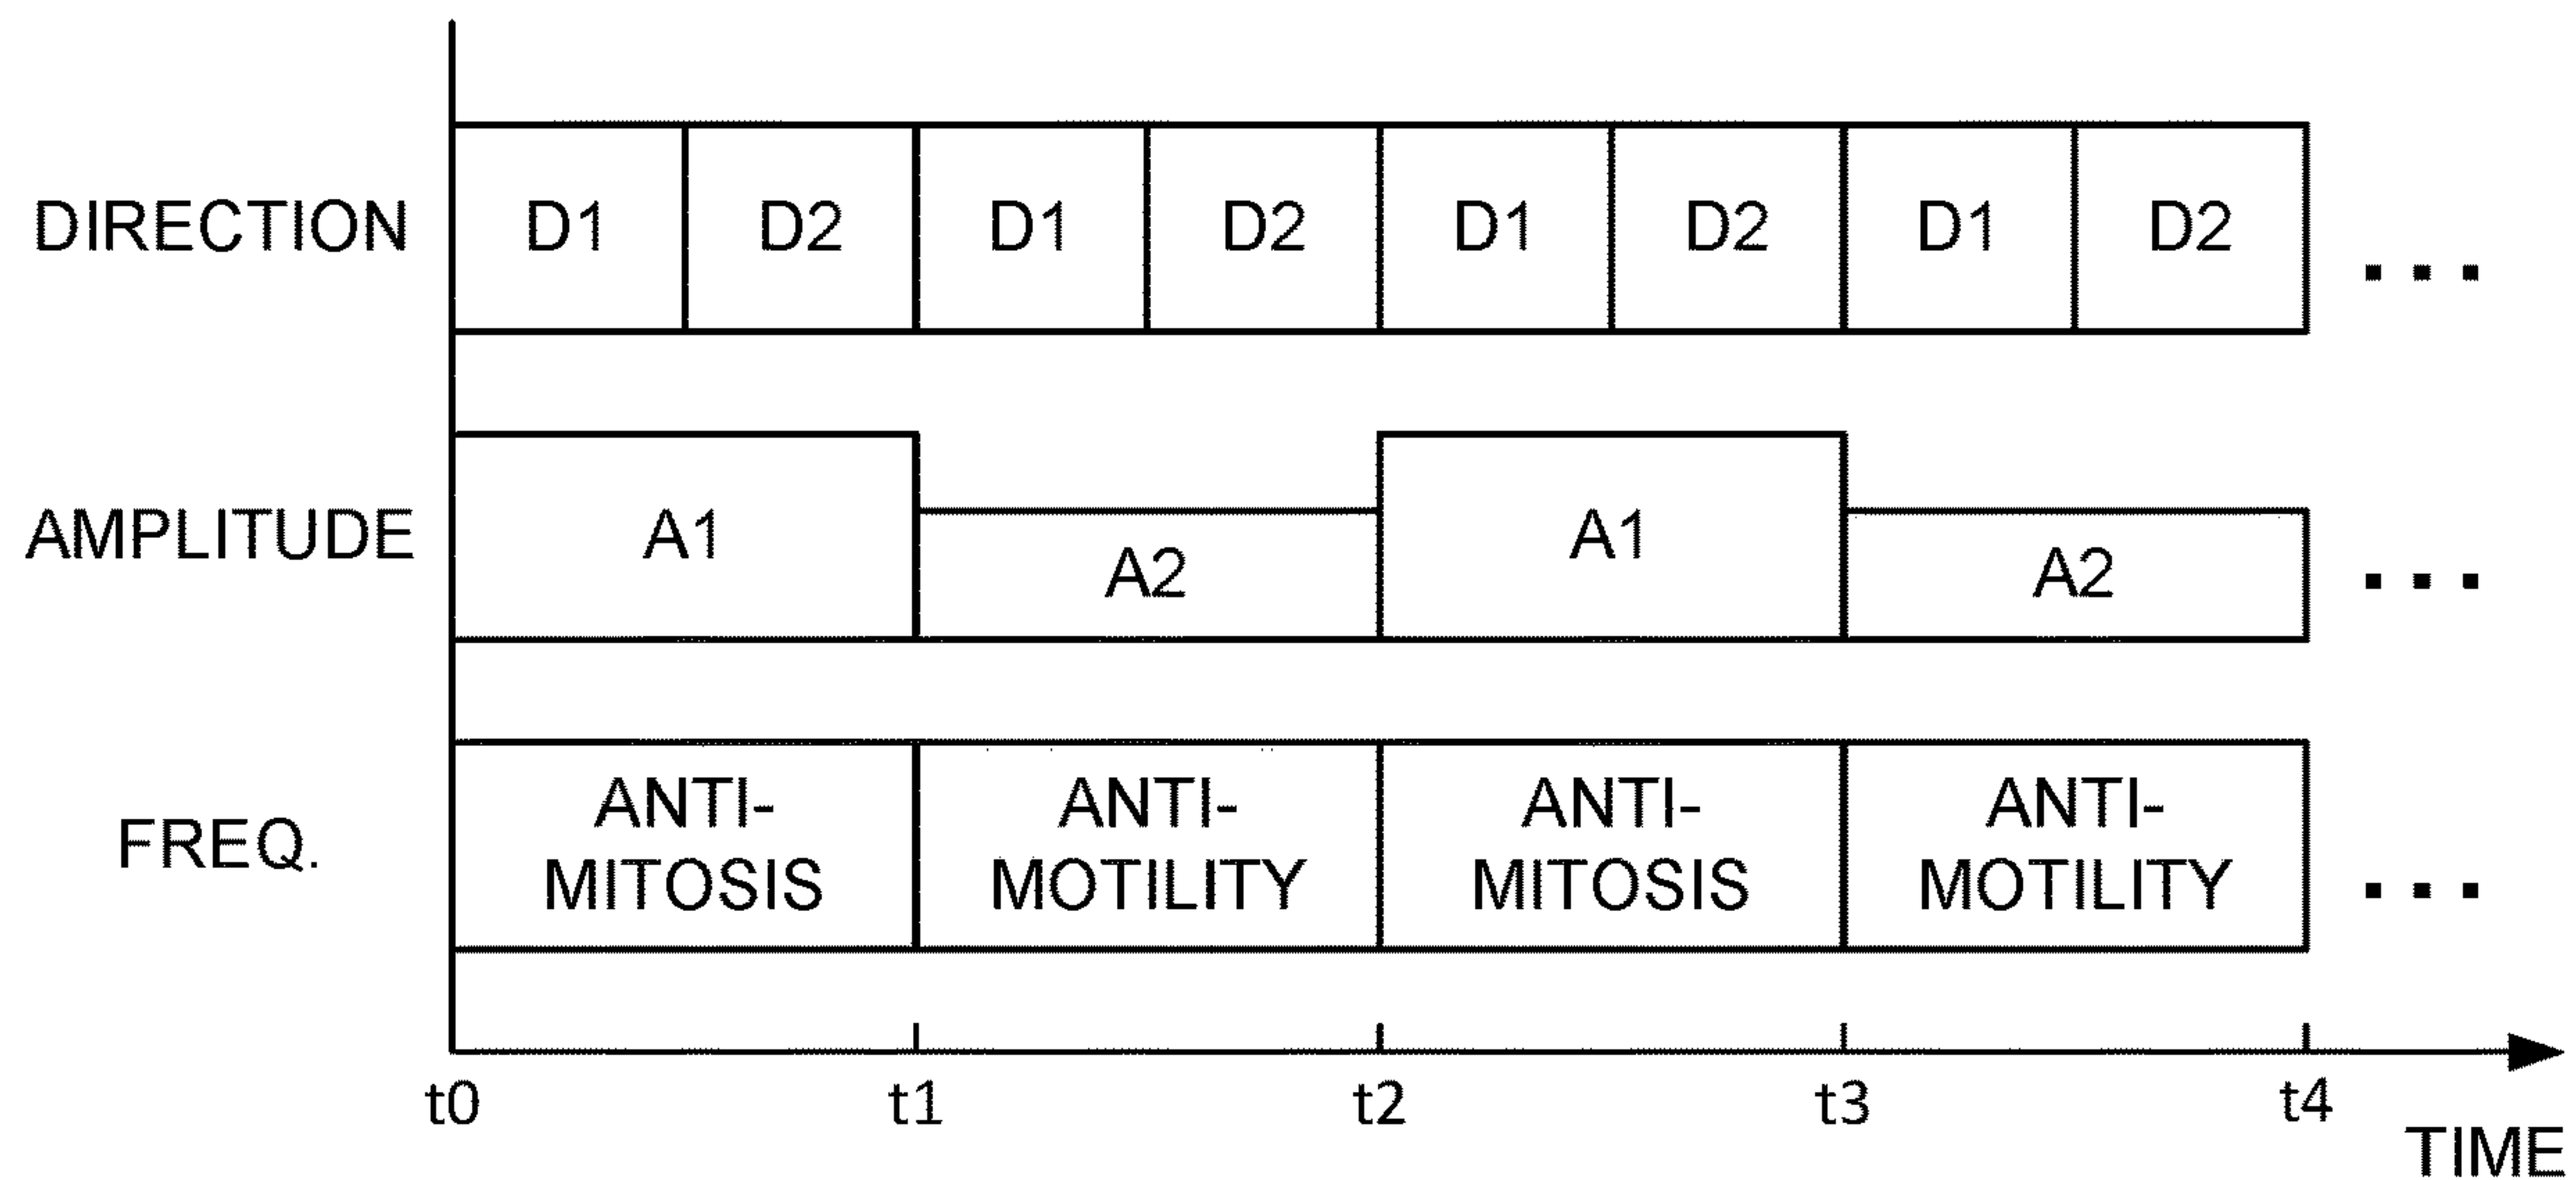 DIRECTION D1 D2 D1 D2 D1 D2 D1 D2 ...
AMPLITUDE A1 A2 A1 A2 ...
FREQ. ANTI- ANTI- ANTI- ANTI-
MITOSIS MOTILITY MITOSIS MOTILITY ...
t0 t1 t2 t3 t4
TIME